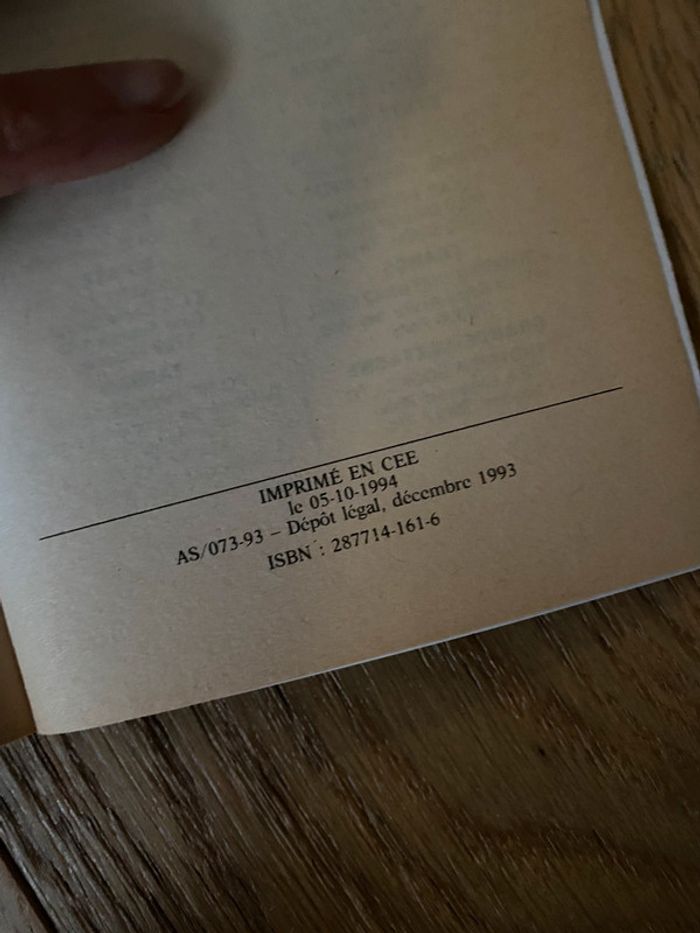 IMPRIMÉ EN CEE
le 05-10-1994
AS/073-93 – Dépôt légal, décembre 1993
ISBN : 287714-161-6